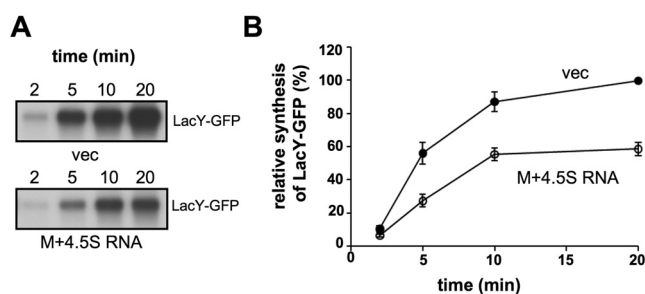 A
time (min)
2 5 10 20
LacY-GFP
vec
2 5 10 20
LacY-GFP
M+4.5S RNA
B
relative synthesis
of LacY-GFP (%)
120
100
80
60
40
20
0
0 5 10 15 20
time (min)
vec
M+4.5S RNA